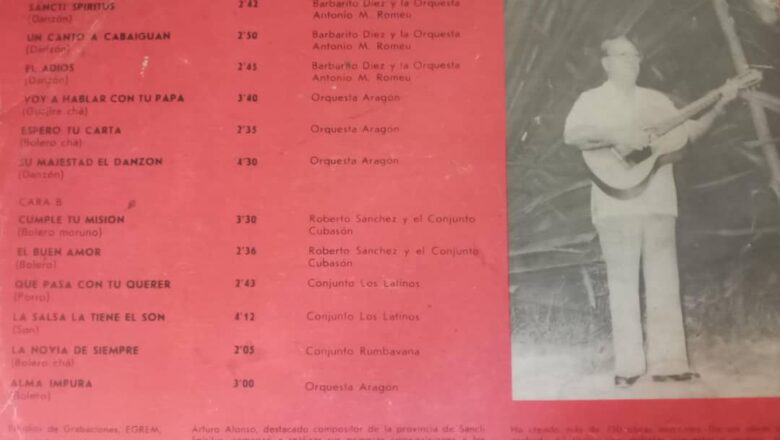 SANCTI SPIRITUS 2'42 Barbarito Diez y la Orquesta
(Danzón) Antonio M. Romeu
UN CANTO A CABAIGUAN 2'50 Barbarito Diez y la Orquesta
(Danzón) Antonio M. Romeu
EL ADIOS 2'45 Barbarito Diez y la Orquesta
(Danzón) Antonio M. Romeu
VOY A HABLAR CON TU PAPA 3'40 Orquesta Aragón
(Guajira chá)
ESPERO TU CARTA 2'35 Orquesta Aragón
(Bolero chá)
SU MAJESTAD EL DANZON 4'30 Orquesta Aragón
(Danzón)
CARA B
CUMPLE TU MISION 3'30 Roberto Sánchez y el Conjunto
(Bolero moruno) Cubasón
EL BUEN AMOR 2'36 Roberto Sánchez y el Conjunto
(Bolero) Cubasón
QUE PASA CON TU QUERER 2'43 Conjunto Los Latinos
(Porro)
LA SALSA LA TIENE EL SON 4'12 Conjunto Los Latinos
(Son)
LA NOVIA DE SIEMPRE 2'05 Conjunto Rumbavana
(Bolero chá)
ALMA IMPURA 3'00 Orquesta Aragón
(Bolero)
Estudios de Grabaciones, EGREM,
Arturo Alonso, destacado compositor de la provincia de Sancti
Ha creado más de